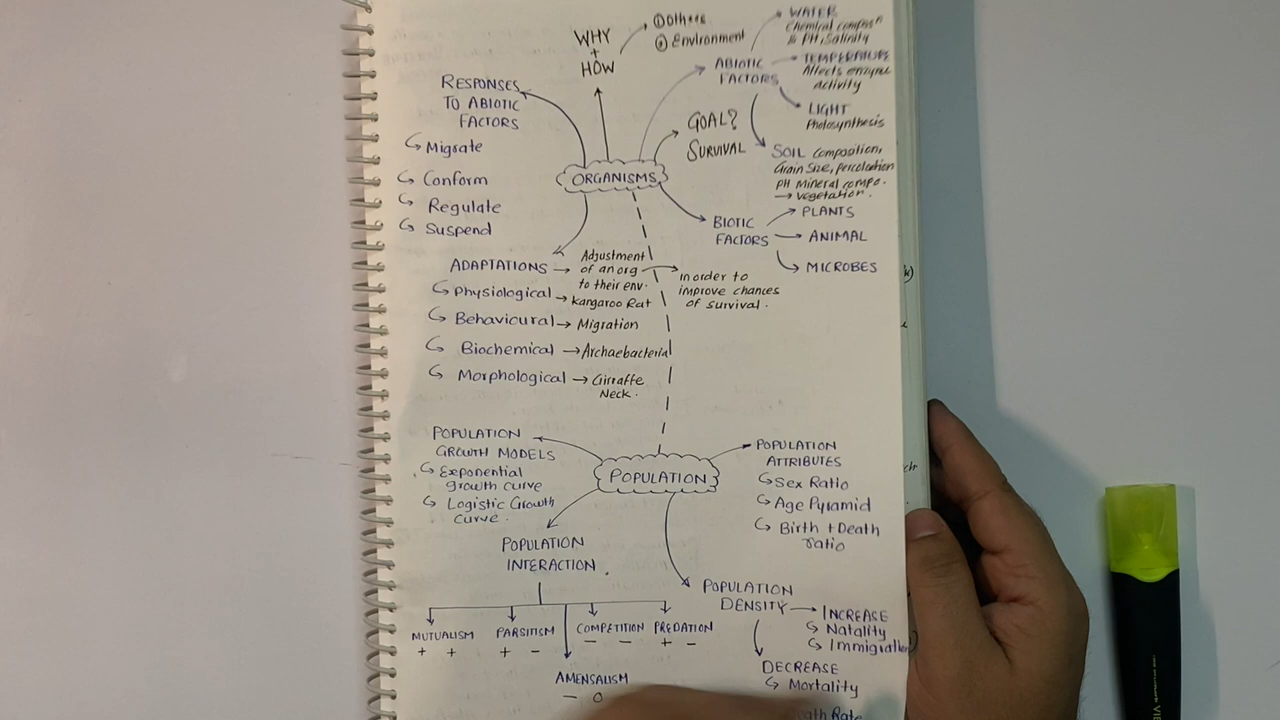 WHY
+
HOW
① Others
② Environment
WATER
Chemical composⁿ
& PH, Salinity
ABIOTIC
FACTORS
TEMPERATURE
Affects enzyme
activity
LIGHT
Photosynthesis
SOIL composition,
Grain Size, percolation
pH mineral compo.
→ vegetation.
RESPONSES
TO ABIOTIC
FACTORS
Migrate
Conform
Regulate
Suspend
GOAL?
SURVIVAL
ORGANISMS
BIOTIC
FACTORS
PLANTS
ANIMAL
MICROBES
ADAPTATIONS → Adjustment
of an org
to their env.
in order to
improve chances
of survival.
Physiological → kangaroo Rat
Behavioural → Migration
Biochemical → Archaebacteria
Morphological → Girraffe
Neck.
POPULATION
GROWTH MODELS
Exponential
growth curve
Logistic Growth
Curve.
POPULATION
POPULATION
ATTRIBUTES
Sex Ratio
Age Pyramid
Birth + Death
ratio
POPULATION
INTERACTION
MUTUALISM
+ +
PARSITISM
+ −
COMPETITION
− −
PREDATION
+ −
AMENSALISM
− 0
POPULATION
DENSITY → INCREASE
Natality
Immigration
DECREASE
Mortality
Rate